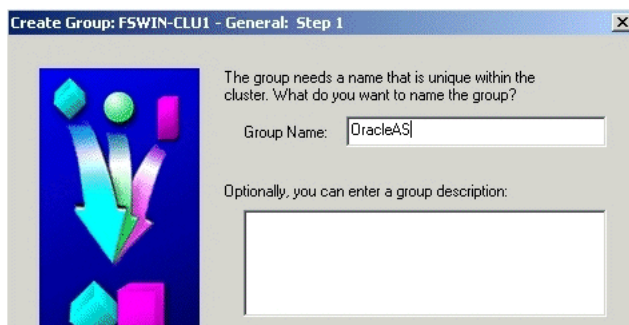 Create Group: FSWIN-CLU1 - General: Step 1
The group needs a name that is unique within the
cluster. What do you want to name the group?
Group Name: OracleAS
Optionally, you can enter a group description: